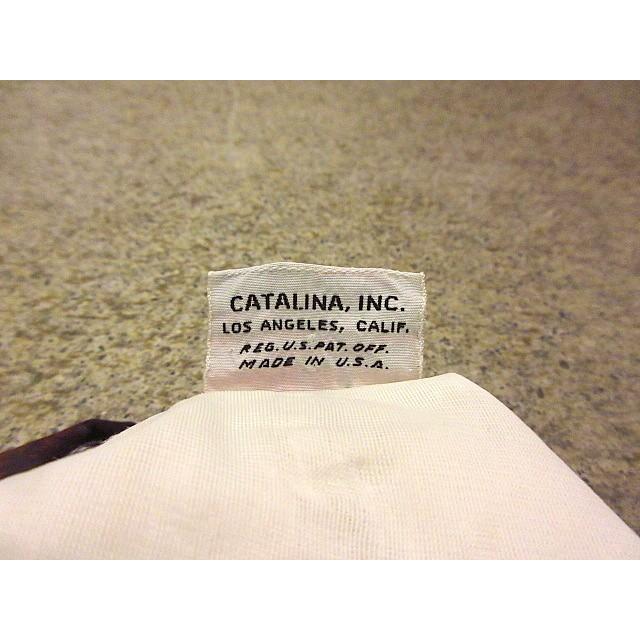 CATALINA, INC.
LOS ANGELES, CALIF.
REG. U.S. PAT. OFF.
MADE IN U.S.A.